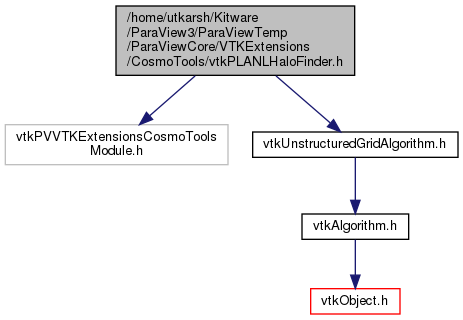 /home/utkarsh/Kitware
/ParaView3/ParaViewTemp
/ParaViewCore/VTKExtensions
/CosmoTools/vtkPLANLHaloFinder.h
vtkPVVTKExtensionsCosmoTools
Module.h
vtkUnstructuredGridAlgorithm.h
vtkAlgorithm.h
vtkObject.h